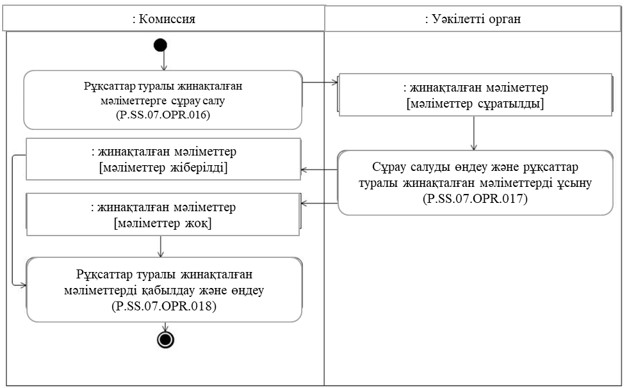 : Комиссия
: Уәкілетті орган
Рұқсаттар туралы жинақталған
мәліметтерге сұрау салу
(P.SS.07.OPR.016)
: жинақталған мәліметтер
[мәліметтер сұратылды]
: жинақталған мәліметтер
[мәліметтер жіберілді]
Сұрау салуды өңдеу және рұқсаттар
туралы жинақталған мәліметтерді ұсыну
(P.SS.07.OPR.017)
: жинақталған мәліметтер
[мәліметтер жоқ]
Рұқсаттар туралы жинақталған
мәліметтерді қабылдау және өңдеу
(P.SS.07.OPR.018)